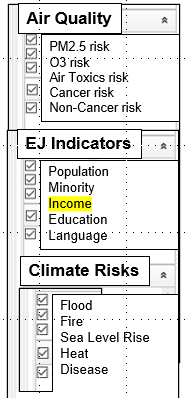 Air Quality
PM2.5 risk
O3 risk
Air Toxics risk
Cancer risk
Non-Cancer risk
EJ Indicators
Population
Minority
Income
Education
Language
Climate Risks
Flood
Fire
Sea Level Rise
Heat
Disease